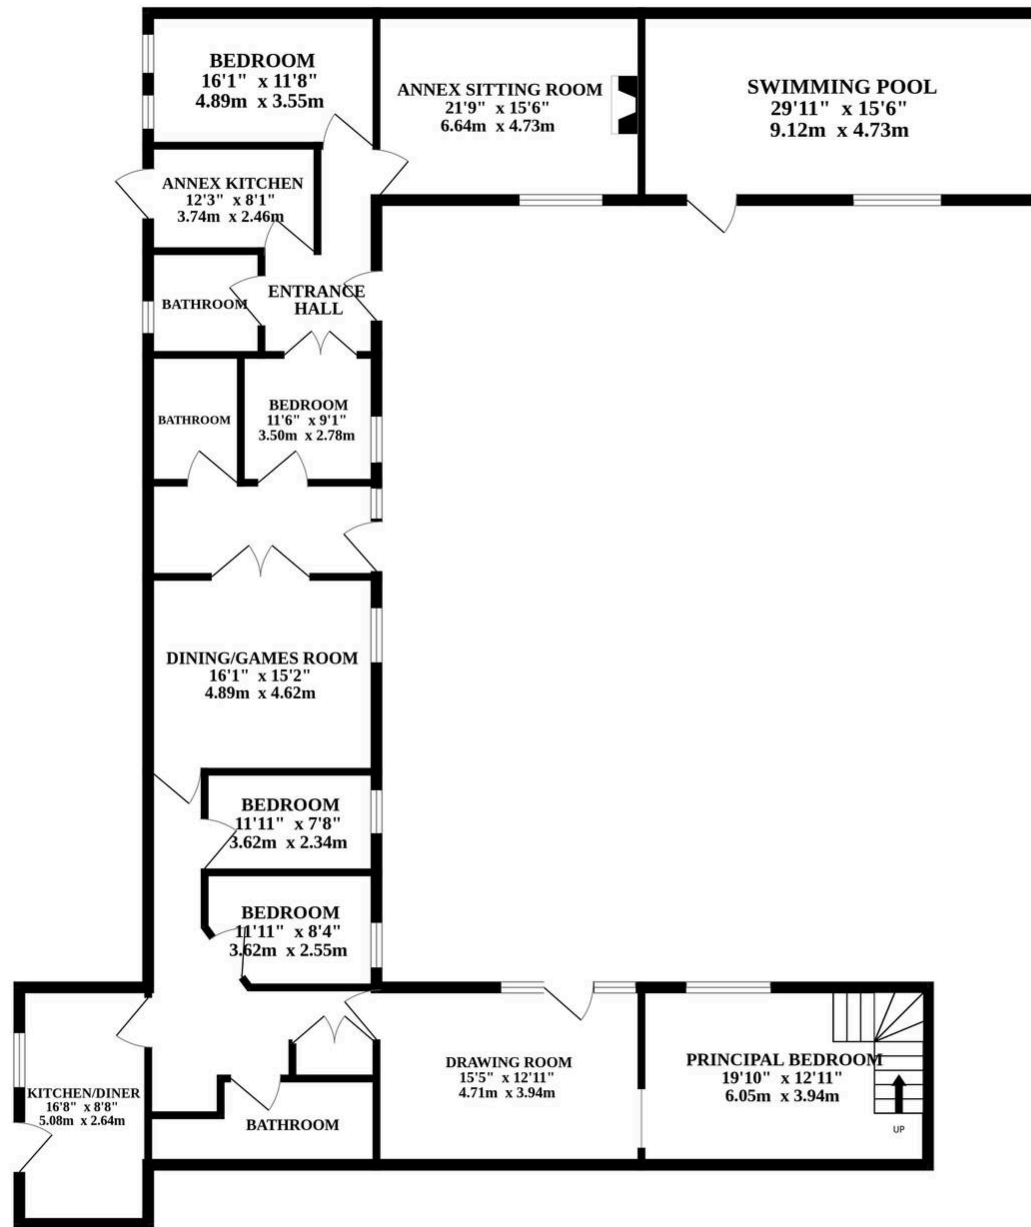 BEDROOM
16'1" x 11'8"
4.89m x 3.55m
ANNEX SITTING ROOM
21'9" x 15'6"
6.64m x 4.73m
SWIMMING POOL
29'11" x 15'6"
9.12m x 4.73m
ANNEX KITCHEN
12'3" x 8'1"
3.74m x 2.46m
BATHROOM
ENTRANCE
HALL
BATHROOM
BEDROOM
11'6" x 9'1"
3.50m x 2.78m
DINING/GAMES ROOM
16'1" x 15'2"
4.89m x 4.62m
BEDROOM
11'11" x 7'8"
3.62m x 2.34m
BEDROOM
11'11" x 8'4"
3.62m x 2.55m
KITCHEN/DINER
16'8" x 8'8"
5.08m x 2.64m
BATHROOM
DRAWING ROOM
15'5" x 12'11"
4.71m x 3.94m
PRINCIPAL BEDROOM
19'10" x 12'11"
6.05m x 3.94m
UP